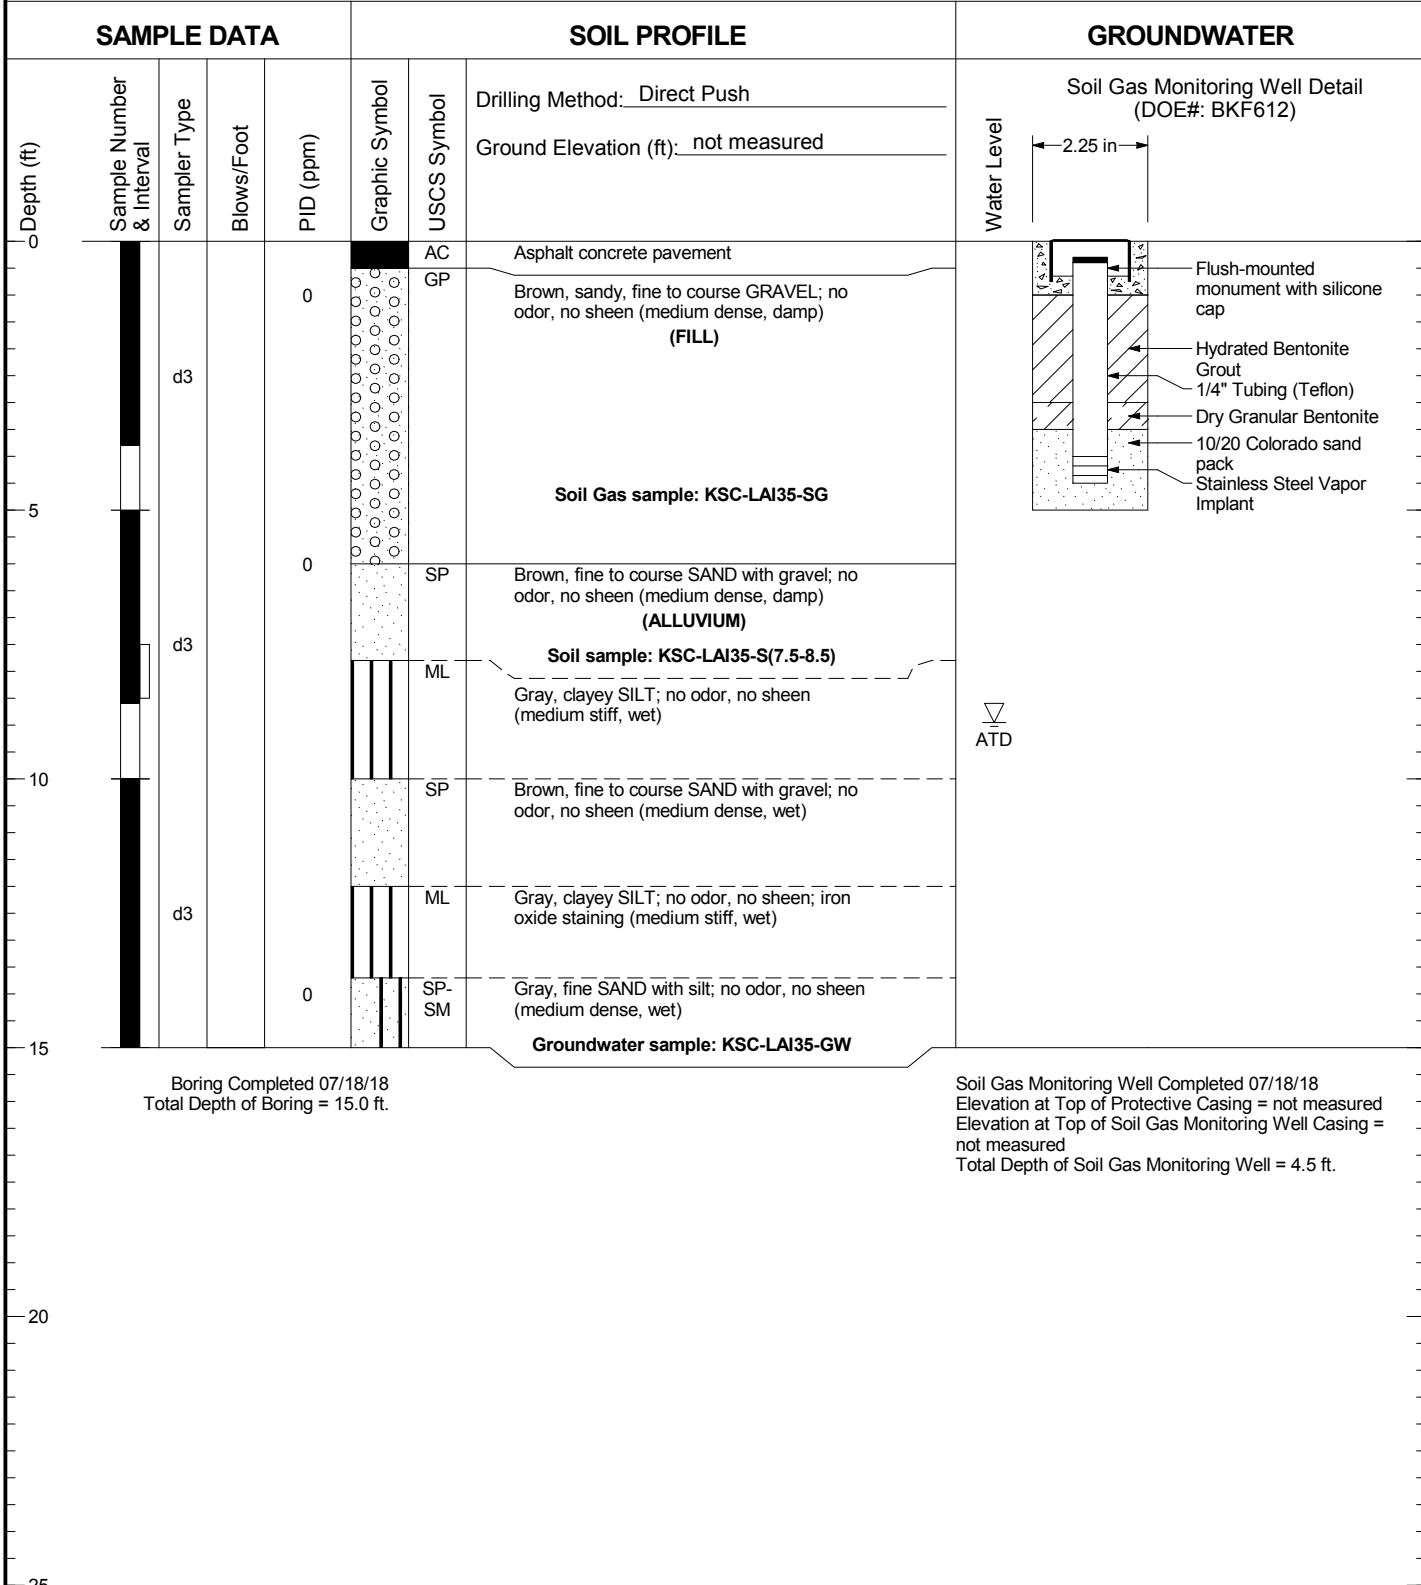 SAMPLE DATA
SOIL PROFILE
GROUNDWATER
Depth (ft)
Sample Number
& Interval
Sampler Type
Blows/Foot
PID (ppm)
Graphic Symbol
USCS Symbol
Drilling Method: Direct Push
Ground Elevation (ft): not measured
Water Level
Soil Gas Monitoring Well Detail
(DOE#: BKF612)
2.25 in
0
AC
Asphalt concrete pavement
GP
0
Brown, sandy, fine to course GRAVEL; no
odor, no sheen (medium dense, damp)
(FILL)
d3
Soil Gas sample: KSC-LAI35-SG
Flush-mounted
monument with silicone
cap
Hydrated Bentonite
Grout
1/4" Tubing (Teflon)
Dry Granular Bentonite
10/20 Colorado sand
pack
Stainless Steel Vapor
Implant
5
0
SP
Brown, fine to course SAND with gravel; no
odor, no sheen (medium dense, damp)
(ALLUVIUM)
d3
Soil sample: KSC-LAI35-S(7.5-8.5)
ML
Gray, clayey SILT; no odor, no sheen
(medium stiff, wet)
ATD
10
SP
Brown, fine to course SAND with gravel; no
odor, no sheen (medium dense, wet)
d3
ML
Gray, clayey SILT; no odor, no sheen; iron
oxide staining (medium stiff, wet)
0
SP-
SM
Gray, fine SAND with silt; no odor, no sheen
(medium dense, wet)
Groundwater sample: KSC-LAI35-GW
15
Boring Completed 07/18/18
Total Depth of Boring = 15.0 ft.
Soil Gas Monitoring Well Completed 07/18/18
Elevation at Top of Protective Casing = not measured
Elevation at Top of Soil Gas Monitoring Well Casing =
not measured
Total Depth of Soil Gas Monitoring Well = 4.5 ft.
20
25